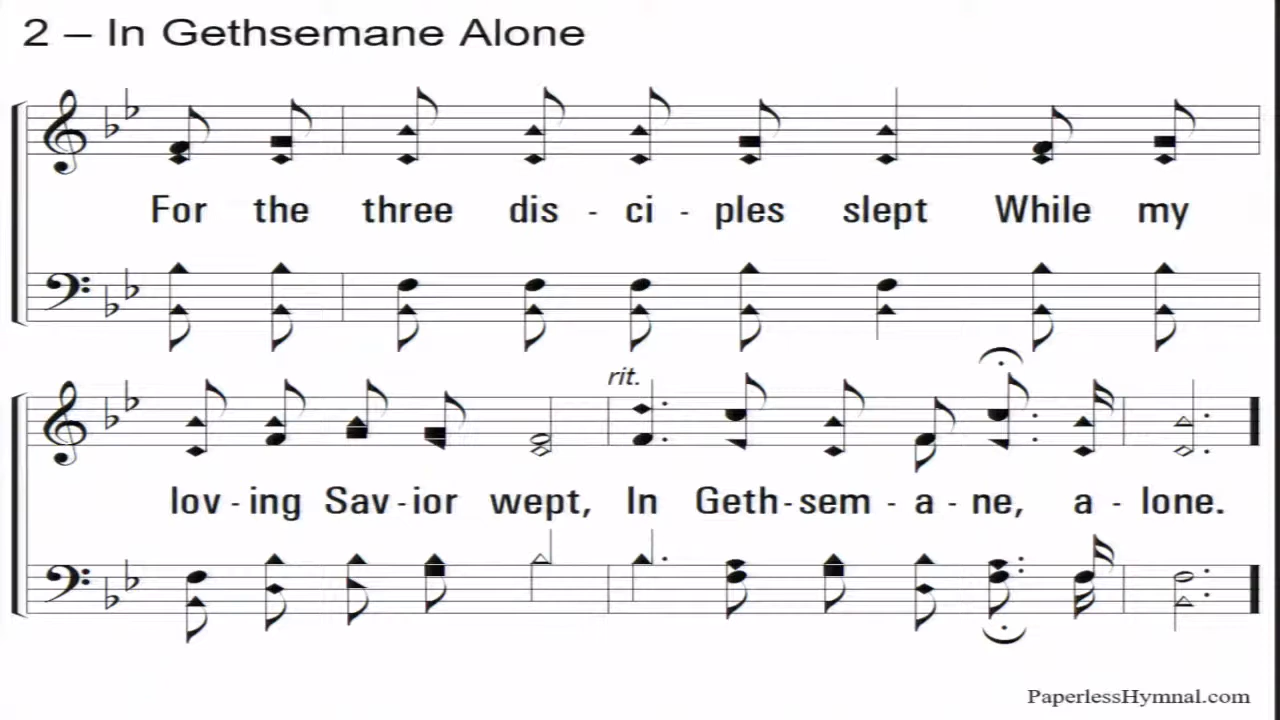 2 – In Gethsemane Alone
For the three dis - ci - ples slept While my
rit.
lov - ing Sav - ior wept, In Geth - sem - a - ne, a - lone.
PaperlessHymnal.com